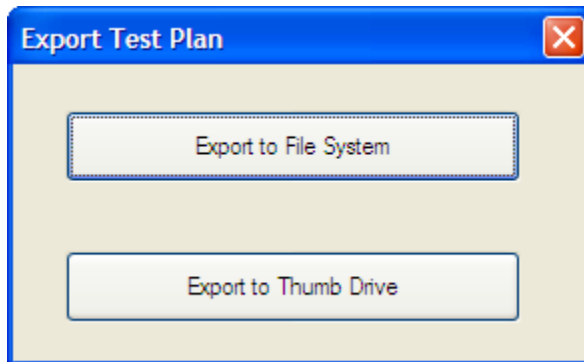 Export Test Plan
Export to File System
Export to Thumb Drive